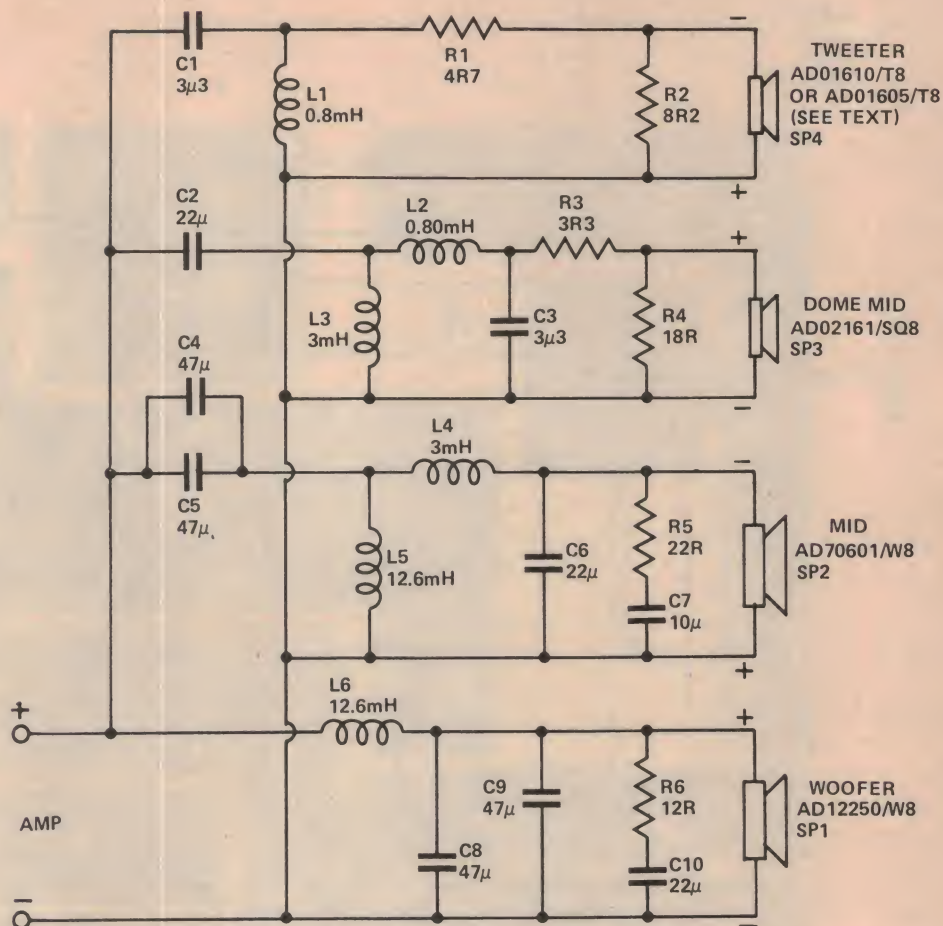 C1
3µ3
L1
0.8mH
R1
4R7
R2
8R2
−
+
TWEETER
AD01610/T8
OR AD01605/T8
(SEE TEXT)
SP4
C2
22µ
L2
0.80mH
R3
3R3
L3
3mH
C3
3µ3
R4
18R
+
−
DOME MID
AD02161/SQ8
SP3
C4
47µ
C5
47µ
L4
3mH
L5
12.6mH
C6
22µ
R5
22R
C7
10µ
−
+
MID
AD70601/W8
SP2
+
AMP
−
L6
12.6mH
C8
47µ
C9
47µ
R6
12R
C10
22µ
+
−
WOOFER
AD12250/W8
SP1